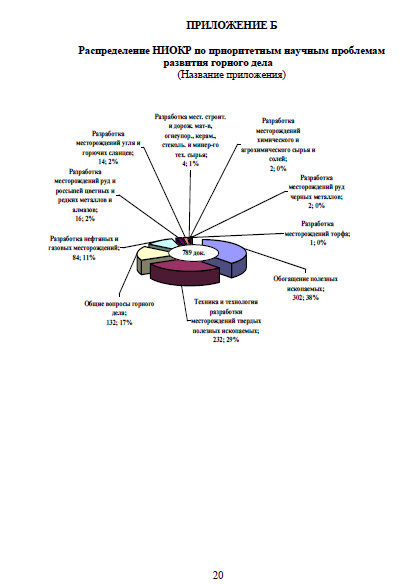 ПРИЛОЖЕНИЕ Б
Распределение НИОКР по приоритетным научным проблемам
развития горного дела
(Название приложения)
Разработка мест. строит.
и дорож. мат-в,
огнеупор., керам.,
стеколь. и минер-го
тех. сырья;
4; 1%
Разработка
месторождений
химического и
агрохимического сырья и
солей;
2; 0%
Разработка
месторождений угля и
горючих сланцев;
14; 2%
Разработка
месторождений руд и
россыпей цветных и
редких металлов и
алмазов;
16; 2%
Разработка
месторождений руд
черных металлов;
2; 0%
Разработка
месторождений торфа;
1; 0%
Разработка нефтяных и
газовых месторождений;
84; 11%
789 док.
Обогащение полезных
ископаемых;
302; 38%
Общие вопросы горного
дела;
132; 17%
Техника и технология
разработки
месторождений твердых
полезных ископаемых;
232; 29%
20